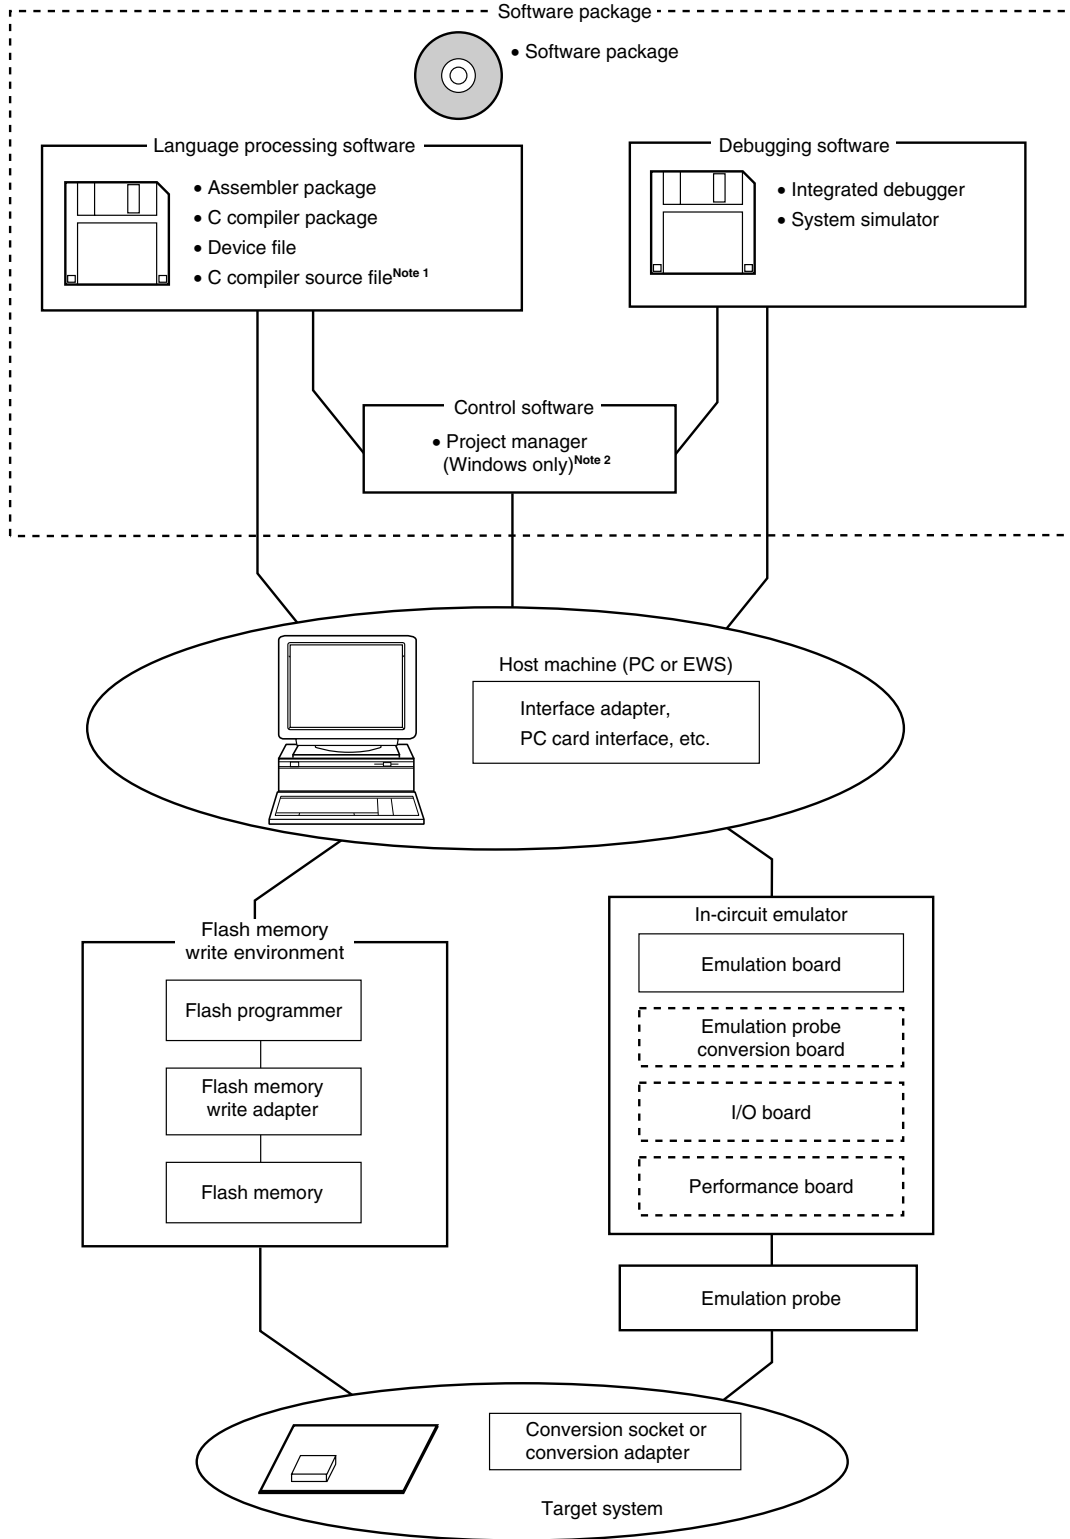 Software package
• Software package
Language processing software
• Assembler package
• C compiler package
• Device file
• C compiler source file Note 1
Debugging software
• Integrated debugger
• System simulator
Control software
• Project manager
(Windows only) Note 2
Host machine (PC or EWS)
Interface adapter,
PC card interface, etc.
Flash memory
write environment
Flash programmer
Flash memory
write adapter
Flash memory
In-circuit emulator
Emulation board
Emulation probe
conversion board
I/O board
Performance board
Emulation probe
Conversion socket or
conversion adapter
Target system